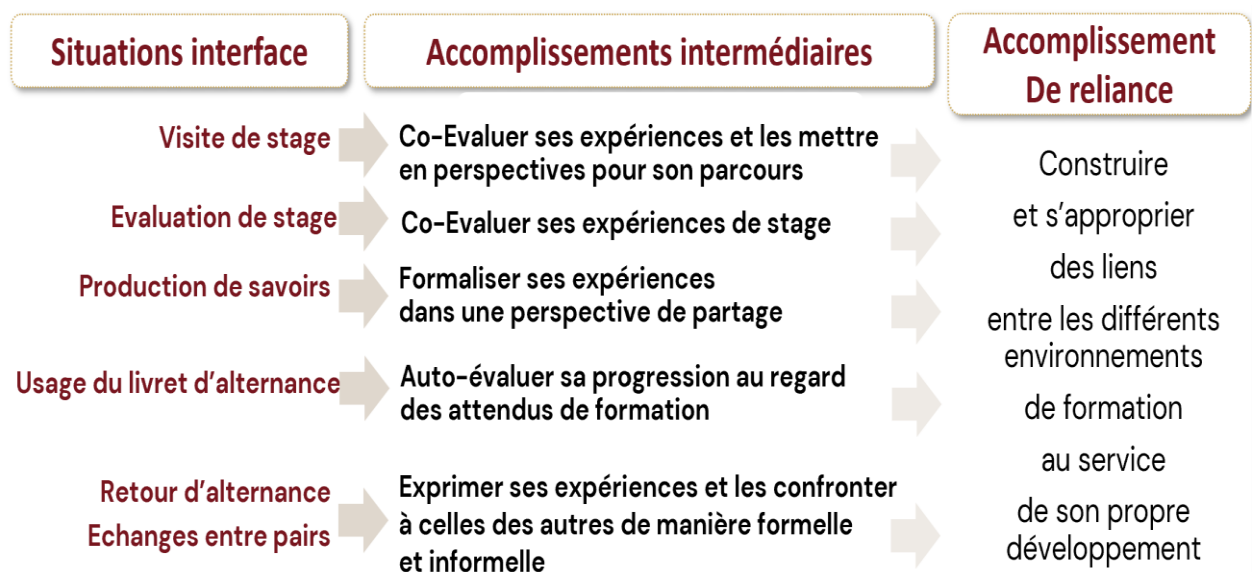 Situations interface
Accomplissements intermédiaires
Accomplissement
De reliance
Visite de stage
Co-Evaluer ses expériences et les mettre
en perspectives pour son parcours
Evaluation de stage
Co-Evaluer ses expériences de stage
Production de savoirs
Formaliser ses expériences
dans une perspective de partage
Usage du livret d'alternance
Auto-évaluer sa progression au regard
des attendus de formation
Retour d'alternance
Echanges entre pairs
Exprimer ses expériences et les confronter
à celles des autres de manière formelle
et informelle
Construire
et s'approprier
des liens
entre les différents
environnements
de formation
au service
de son propre
développement